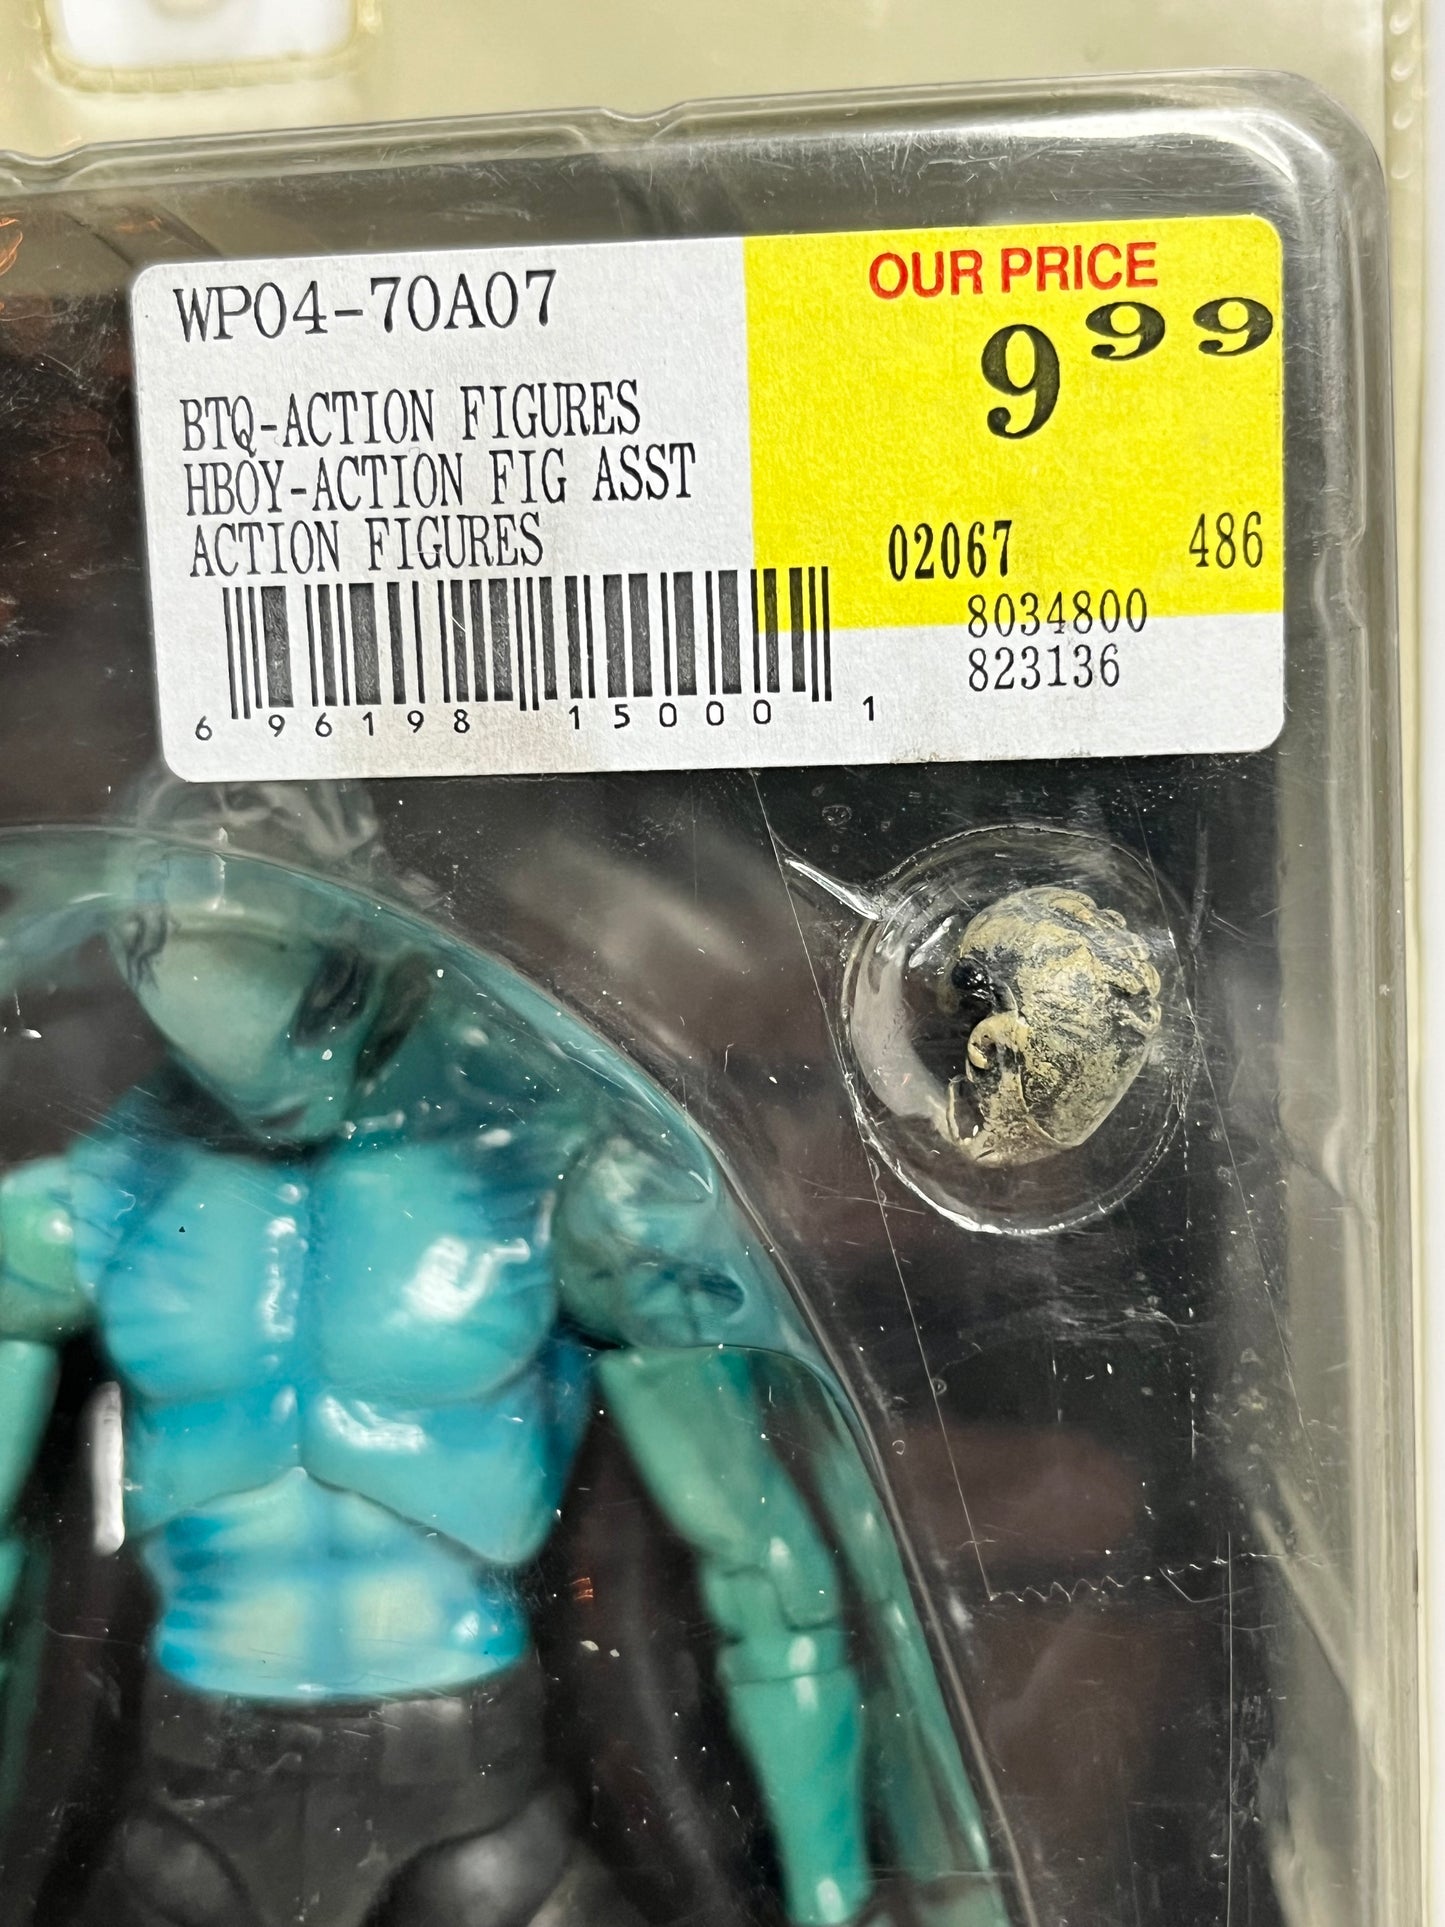 WP04-70A07
OUR PRICE
9 99
BTQ-ACTION FIGURES
HBOY-ACTION FIG ASST
ACTION FIGURES
02067 486
8034800
823136
6 96198 15000 1